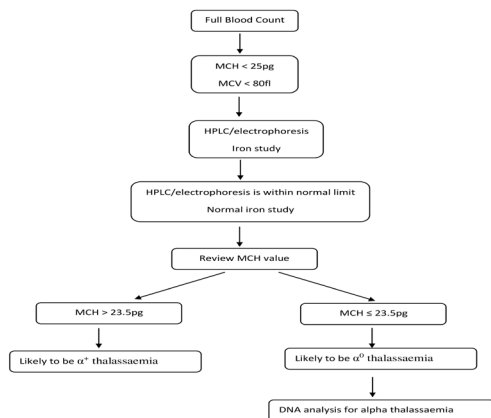 Full Blood Count
MCH < 25pg
MCV < 80fl
HPLC/electrophoresis
Iron study
HPLC/electrophoresis is within normal limit
Normal iron study
Review MCH value
MCH > 23.5pg
MCH ≤ 23.5pg
Likely to be α⁺ thalassaemia
Likely to be α⁰ thalassaemia
DNA analysis for alpha thalassaemia